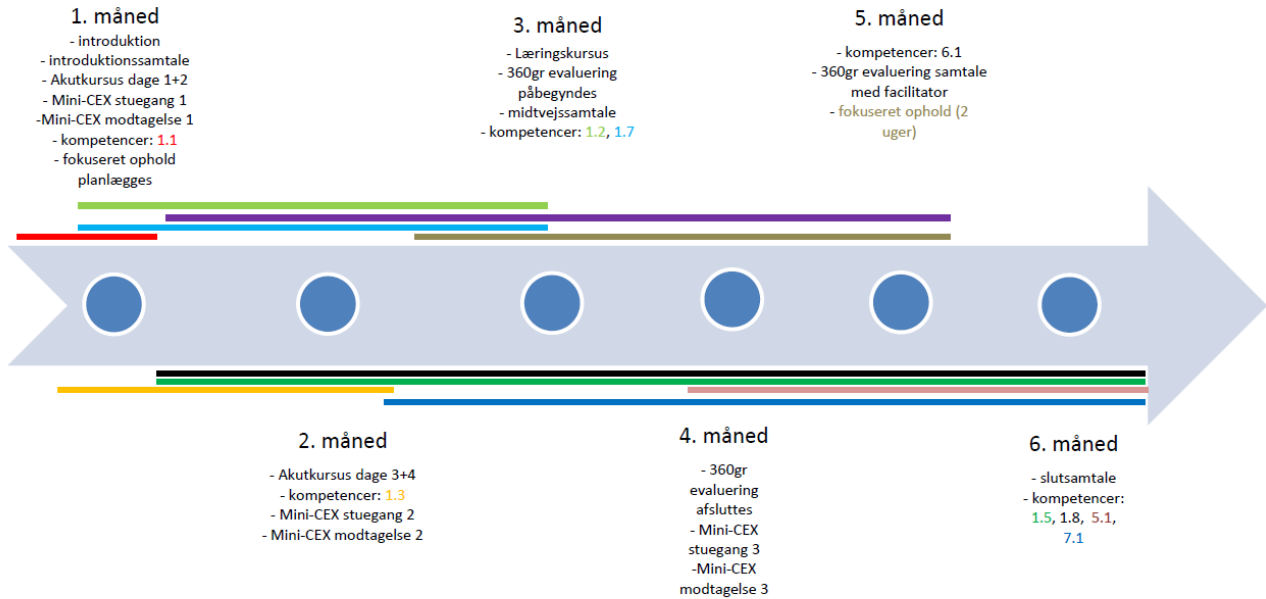 1. måned
- introduktion
- introduktionssamtale
- Akutkursus dage 1+2
- Mini-CEX stuegang 1
-Mini-CEX modtagelse 1
- kompetencer: 1.1
- fokuseret ophold
planlægges
3. måned
- Læringskursus
- 360gr evaluering
påbegyndes
- midtvejssamtale
- kompetencer: 1.2, 1.7
5. måned
- kompetencer: 6.1
- 360gr evaluering samtale
med facilitator
- fokuseret ophold (2
uger)
2. måned
- Akutkursus dage 3+4
- kompetencer: 1.3
- Mini-CEX stuegang 2
- Mini-CEX modtagelse 2
4. måned
- 360gr
evaluering
afsluttes
- Mini-CEX
stuegang 3
-Mini-CEX
modtagelse 3
6. måned
- slutsamtale
- kompetencer:
1.5, 1.8, 5.1,
7.1